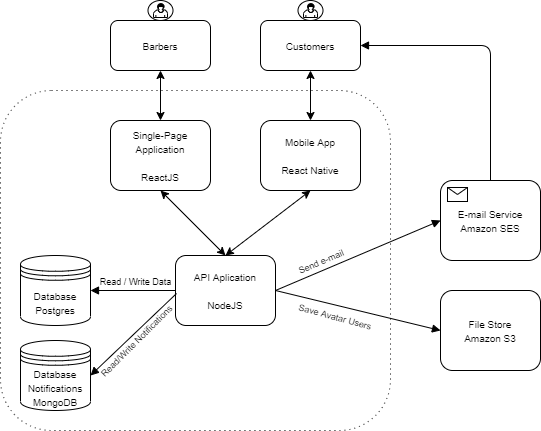 Barbers
Customers
Single-Page
Application
ReactJS
Mobile App
React Native
E-mail Service
Amazon SES
Send e-mail
API Aplication
NodeJS
Read / Write Data
Database
Postgres
Save Avatar Users
File Store
Amazon S3
Read/Write Notifications
Database
Notifications
MongoDB